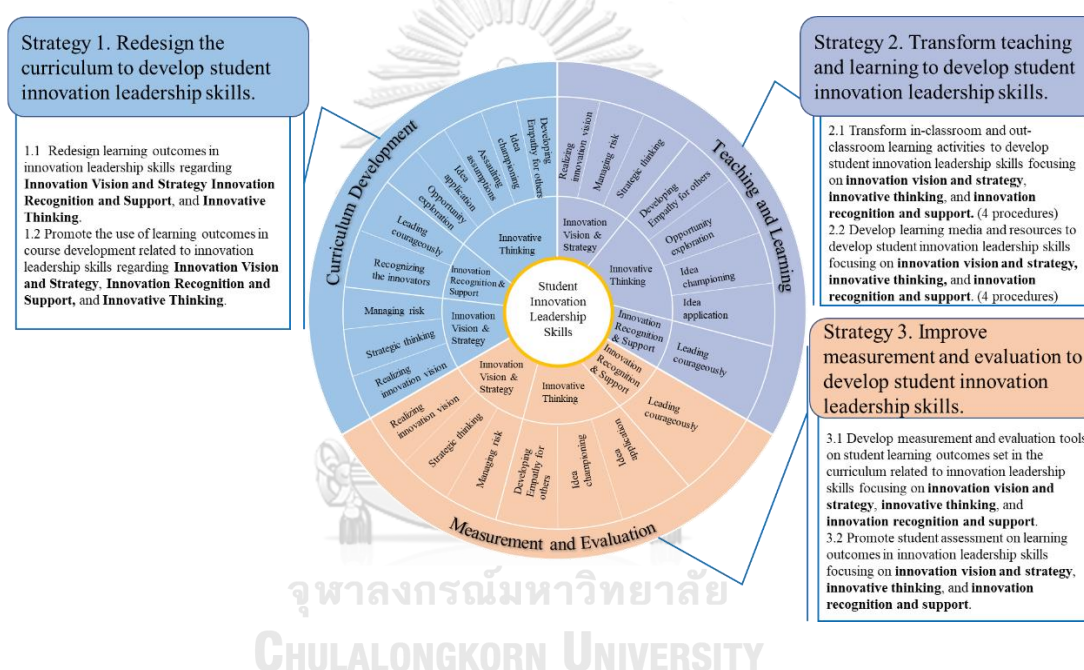 Strategy 1. Redesign the
curriculum to develop student
innovation leadership skills.
1.1 Redesign learning outcomes in
innovation leadership skills regarding
Innovation Vision and Strategy Innovation
Recognition and Support, and Innovative
Thinking.
1.2 Promote the use of learning outcomes in
course development related to innovation
leadership skills regarding Innovation Vision
and Strategy, Innovation Recognition and
Support, and Innovative Thinking.
Strategy 2. Transform teaching
and learning to develop student
innovation leadership skills.
2.1 Transform in-classroom and out-
classroom learning activities to develop
student innovation leadership skills focusing
on innovation vision and strategy,
innovative thinking, and innovation
recognition and support. (4 procedures)
2.2 Develop learning media and resources to
develop student innovation leadership skills
focusing on innovation vision and strategy,
innovative thinking, and innovation
recognition and support. (4 procedures)
Strategy 3. Improve
measurement and evaluation to
develop student innovation
leadership skills.
3.1 Develop measurement and evaluation tools
on student learning outcomes set in the
curriculum related to innovation leadership
skills focusing on innovation vision and
strategy, innovative thinking, and
innovation recognition and support.
3.2 Promote student assessment on learning
outcomes in innovation leadership skills
focusing on innovation vision and strategy,
innovative thinking, and innovation
recognition and support.
Student
Innovation
Leadership
Skills
Curriculum Development
Innovative
Thinking
Developing
Empathy for others
Idea
championing
Assauting
assumptions
Idea
application
Opportunity
exploration
Innovation
Recognition &
Support
Leading
courageously
Recognizing
the innovators
Innovation
Vision &
Strategy
Managing risk
Strategic thinking
Realizing
innovation vision
Teaching and Learning
Innovation
Vision &
Strategy
Realizing
innovation vision
Managing risk
Strategic thinking
Innovative
Thinking
Developing
Empathy for others
Opportunity
exploration
Idea
championing
Idea
application
Innovation
Recognition
& Support
Leading
courageously
Measurement and Evaluation
Innovation
Vision &
Strategy
Realizing
innovation vision
Strategic thinking
Managing risk
Innovative
Thinking
Developing
Empathy for
others
Idea
championing
Idea
application
Innovation
Recognition
& Support
Leading
courageously
จุฬาลงกรณ์มหาวิทยาลัย
CHULALONGKORN UNIVERSITY